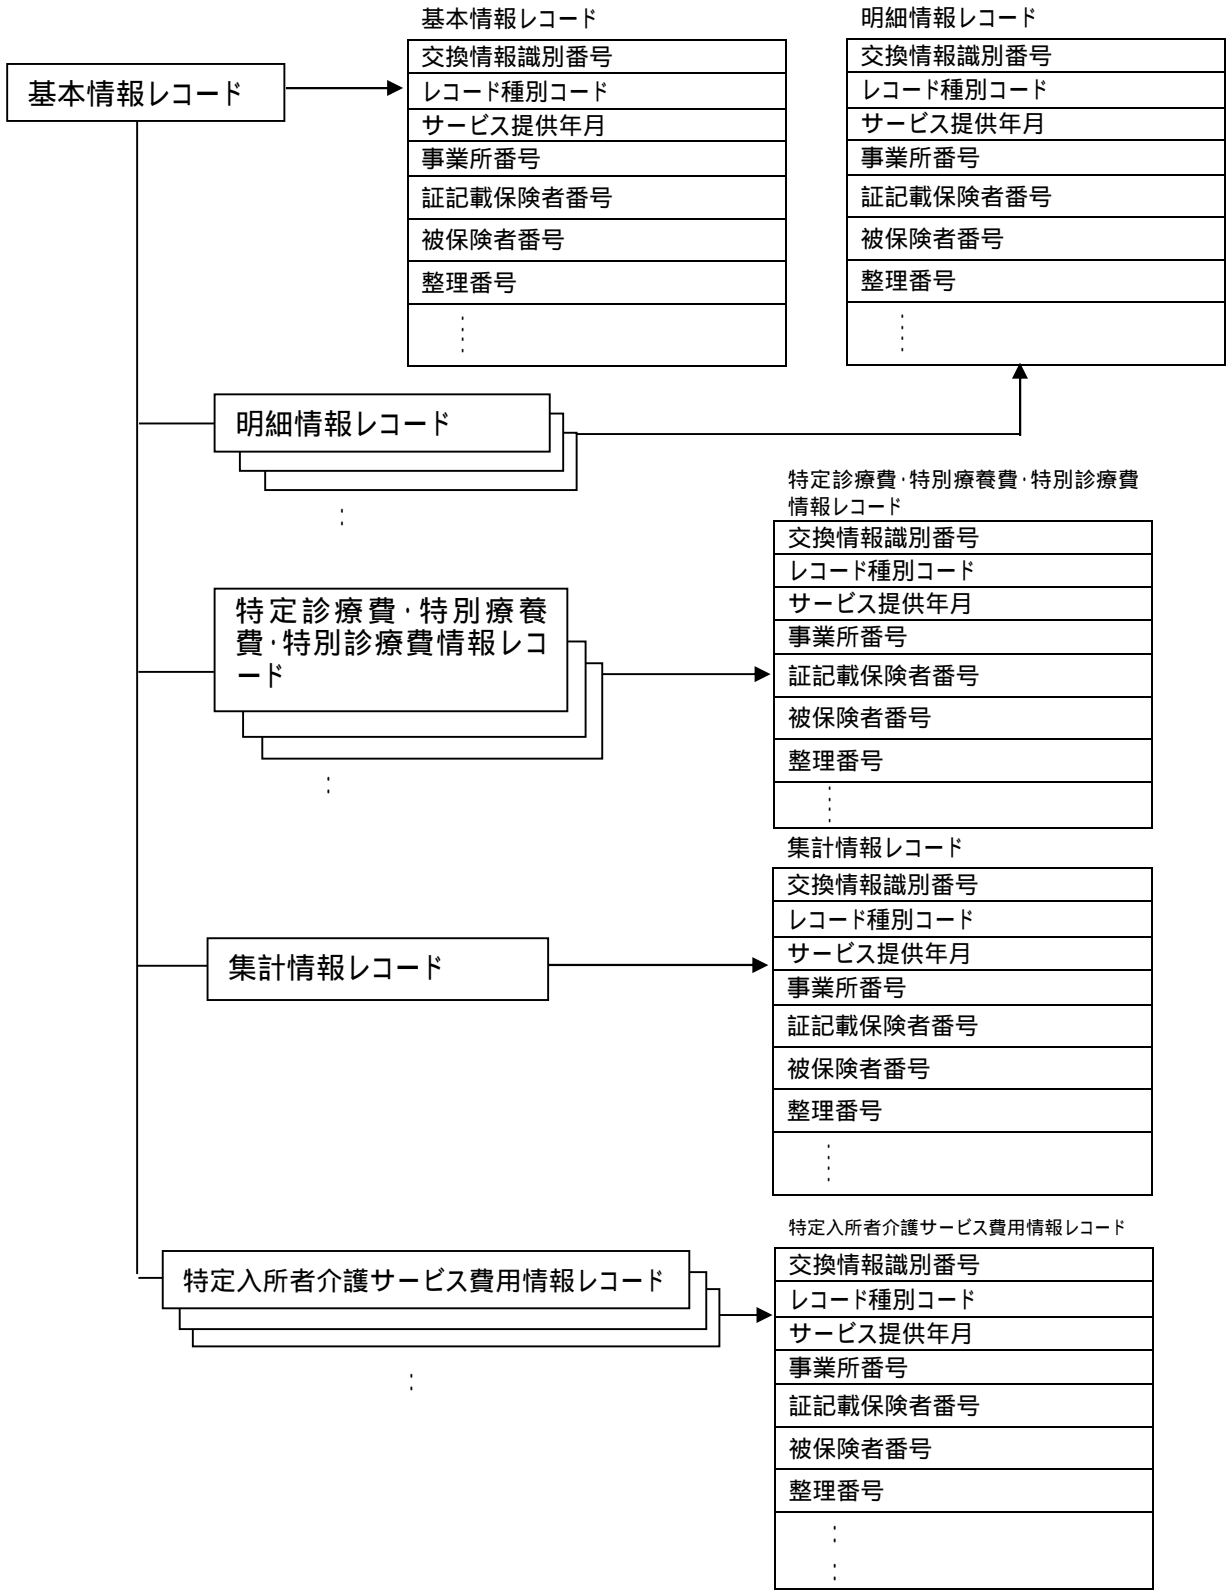 基本情報レコード
基本情報レコード
交換情報識別番号
レコード種別コード
サービス提供年月
事業所番号
証記載保険者番号
被保険者番号
整理番号
明細情報レコード
交換情報識別番号
レコード種別コード
サービス提供年月
事業所番号
証記載保険者番号
被保険者番号
整理番号
明細情報レコード
特定診療費・特別療養費・特別診療費
情報レコード
交換情報識別番号
レコード種別コード
サービス提供年月
事業所番号
証記載保険者番号
被保険者番号
整理番号
特定診療費・特別療養
費・特別診療費情報レコ
ード
集計情報レコード
交換情報識別番号
レコード種別コード
サービス提供年月
事業所番号
証記載保険者番号
被保険者番号
整理番号
集計情報レコード
特定入所者介護サービス費用情報レコード
交換情報識別番号
レコード種別コード
サービス提供年月
事業所番号
証記載保険者番号
被保険者番号
整理番号
特定入所者介護サービス費用情報レコード